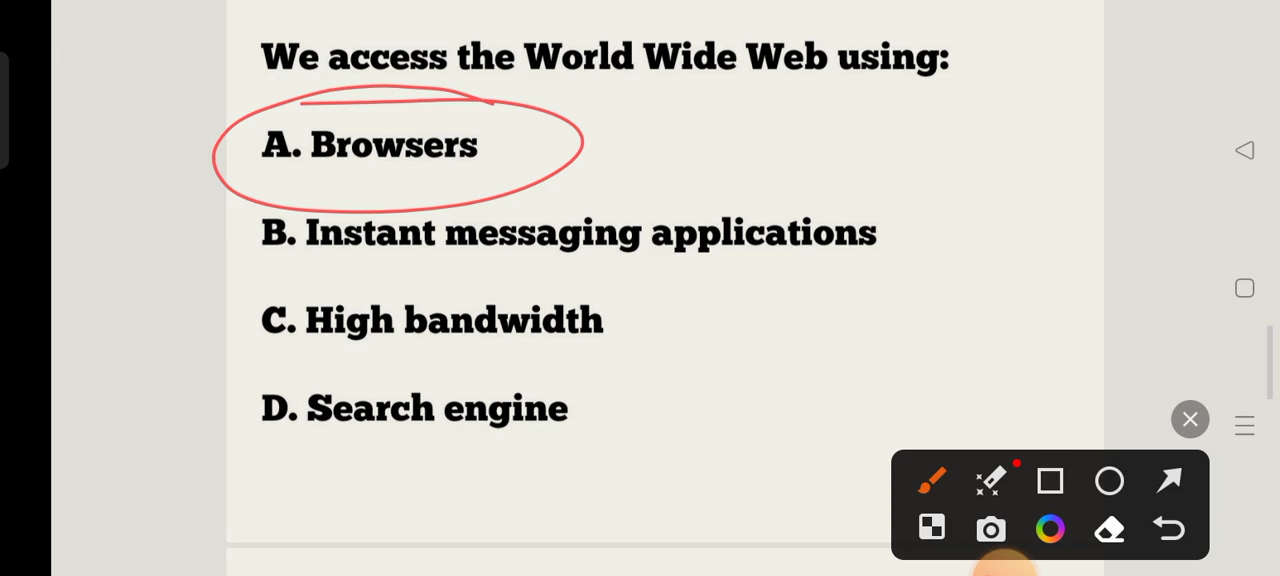 We access the World Wide Web using:
A. Browsers
B. Instant messaging applications
C. High bandwidth
D. Search engine